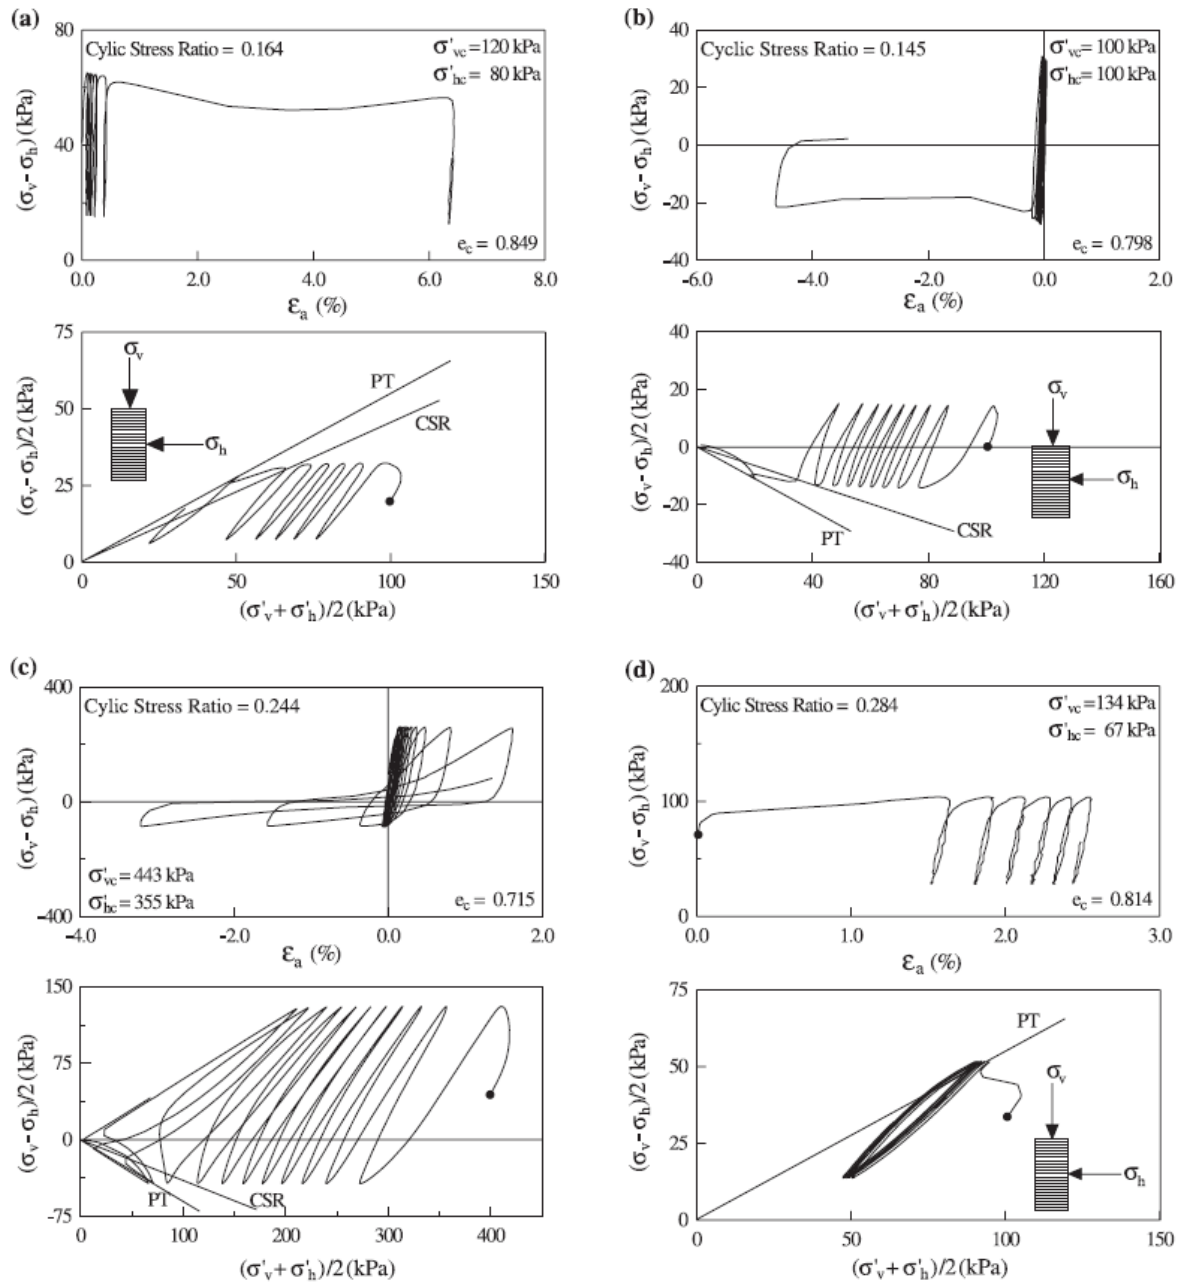 (a)
80
40
0
(σv - σh) (kPa)
Cylic Stress Ratio = 0.164
σ'vc = 120 kPa
σ'hc = 80 kPa
ec = 0.849
0.0 2.0 4.0 6.0 8.0
εa (%)
75
50
25
0
(σv - σh)/2 (kPa)
σv
σh
PT
CSR
0 50 100 150
(σ'v + σ'h)/2 (kPa)
(b)
40
20
0
-20
-40
(σv - σh) (kPa)
Cyclic Stress Ratio = 0.145
σ'vc = 100 kPa
σ'hc = 100 kPa
ec = 0.798
-6.0 -4.0 -2.0 0.0 2.0
εa (%)
40
20
0
-20
-40
(σv - σh)/2 (kPa)
σv
σh
PT
CSR
0 40 80 120 160
(σ'v + σ'h)/2 (kPa)
(c)
400
0
-400
(σv - σh) (kPa)
Cylic Stress Ratio = 0.244
σ'vc = 443 kPa
σ'hc = 355 kPa
ec = 0.715
-4.0 -2.0 0.0 2.0
εa (%)
150
75
0
-75
(σv - σh)/2 (kPa)
PT
CSR
0 100 200 300 400
(σ'v + σ'h)/2 (kPa)
(d)
200
100
0
(σv - σh) (kPa)
Cylic Stress Ratio = 0.284
σ'vc = 134 kPa
σ'hc = 67 kPa
ec = 0.814
0.0 1.0 2.0 3.0
εa (%)
75
50
25
0
(σv - σh)/2 (kPa)
PT
σv
σh
0 50 100 150
(σ'v + σ'h)/2 (kPa)